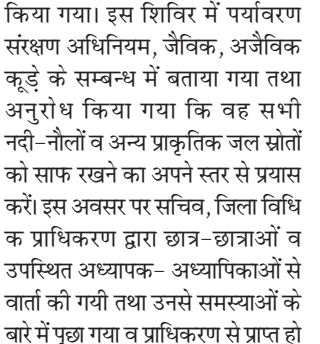 किया गया। इस शिविर में पर्यावरण
संरक्षण अधिनियम, जैविक, अजैविक
कूड़े के सम्बन्ध में बताया गया तथा
अनुरोध किया गया कि वह सभी
नदी-नौलों व अन्य प्राकृतिक जल स्रोतों
को साफ रखने का अपने स्तर से प्रयास
करें। इस अवसर पर सचिव, जिला विधि
क प्राधिकरण द्वारा छात्र-छात्राओं व
उपस्थित अध्यापक- अध्यापिकाओं से
वार्ता की गयी तथा उनसे समस्याओं के
बारे में पूछा गया व प्राधिकरण से प्राप्त हो